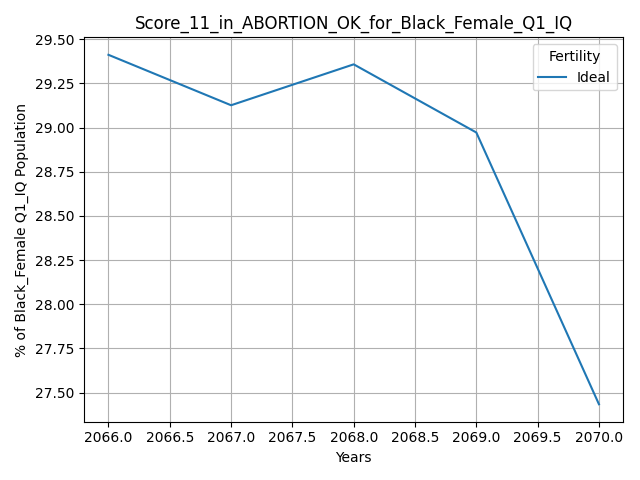 Score_11_in_ABORTION_OK_for_Black_Female_Q1_IQ
29.50
29.25
29.00
28.75
28.50
28.25
28.00
27.75
27.50
% of Black_Female Q1_IQ Population
Fertility
Ideal
2066.0 2066.5 2067.0 2067.5 2068.0 2068.5 2069.0 2069.5 2070.0
Years